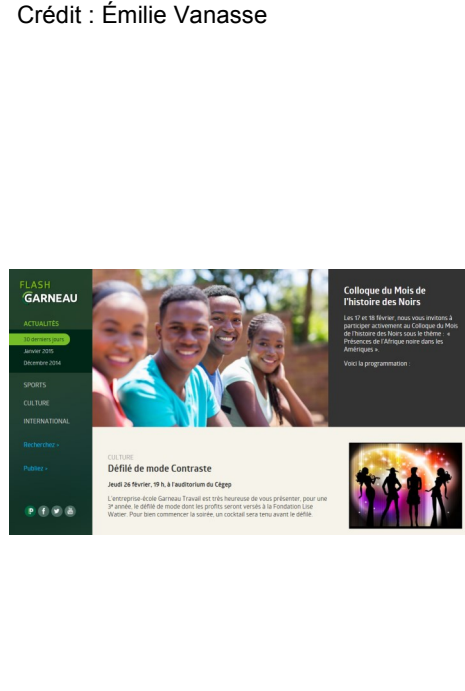 Crédit : Émilie Vanasse
FLASH
GARNEAU
ACTUALITÉS
30 derniers jours
Janvier 2015
Décembre 2014
SPORTS
CULTURE
INTERNATIONAL
Recherchez
Publiez
Colloque du Mois de
l'histoire des Noirs
Les 17 et 18 février, nous vous invitons à
participer activement au Colloque du Mois
de l'histoire des Noirs sous le thème : «
Présences de l'Afrique noire dans les
Amériques ».
Voici la programmation :
CULTURE
Défilé de mode Contraste
Jeudi 26 février, 19 h, à l'auditorium du Cégep
L'entreprise-école Garneau Travail est très heureuse de vous présenter, pour une
3e année, le défilé de mode dont les profits seront versés à la Fondation Lise
Watier. Pour bien commencer la soirée, un cocktail sera tenu avant le défilé.